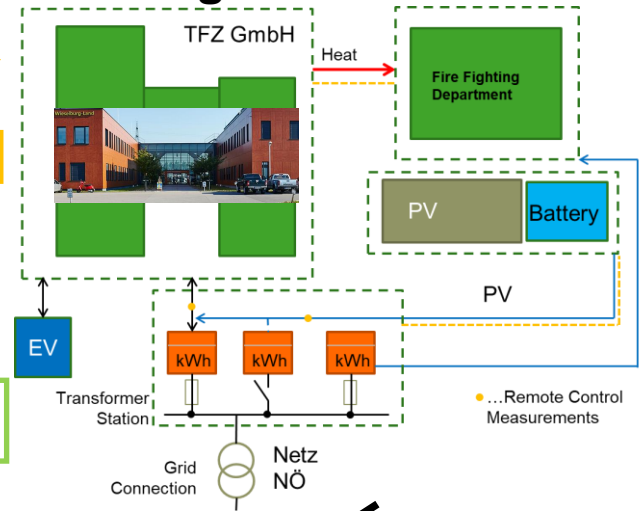 TFZ GmbH
Heat
Fire Fighting
Department
PV
Battery
PV
EV
kWh
kWh
kWh
Transformer
Station
...Remote Control
Measurements
Grid
Connection
Netz
NÖ